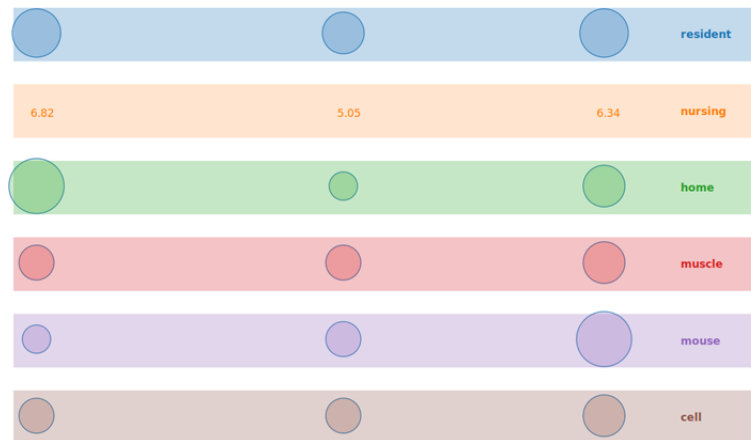 resident
6.82 5.05 6.34 nursing
home
muscle
mouse
cell